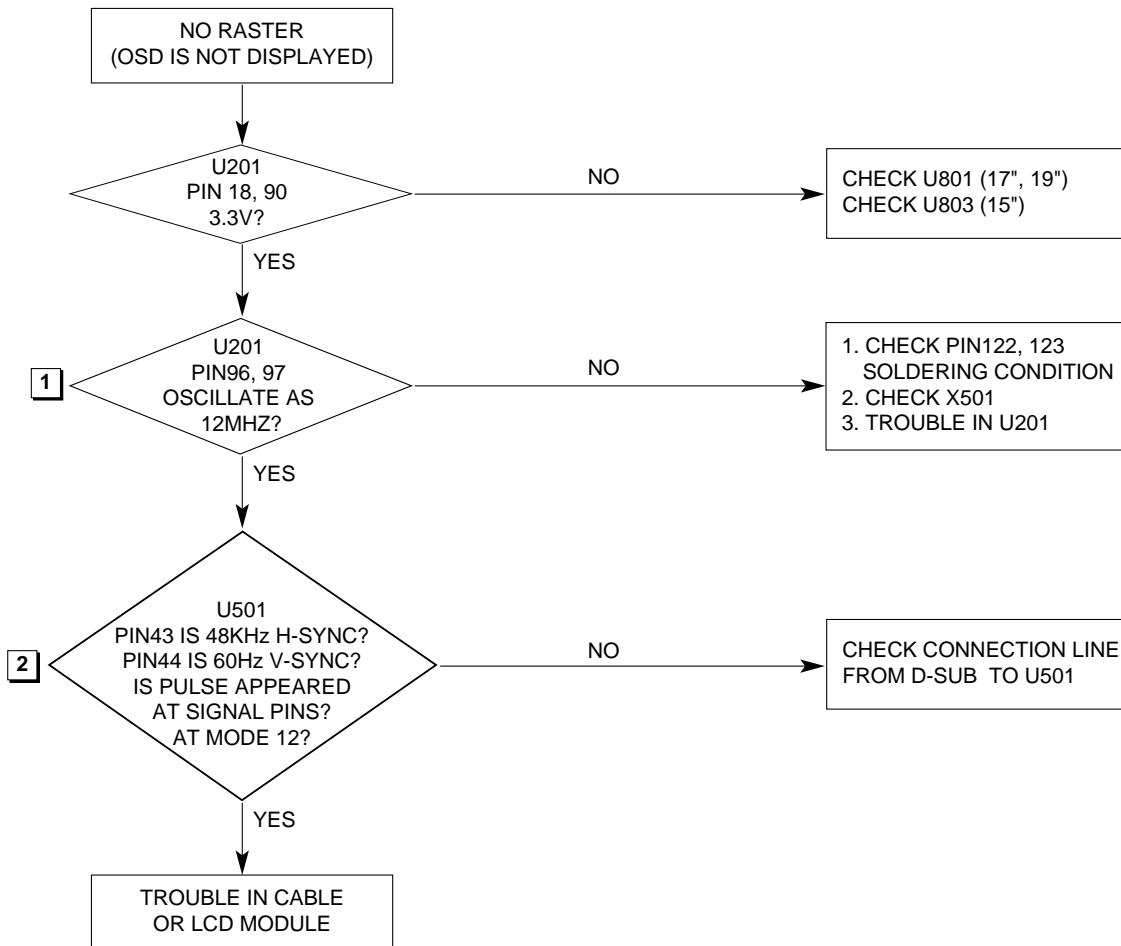 NO RASTER
(OSD IS NOT DISPLAYED)
U201
PIN 18, 90
3.3V?
NO
CHECK U801 (17", 19")
CHECK U803 (15")
YES
1
U201
PIN96, 97
OSCILLATE AS
12MHZ?
NO
1. CHECK PIN122, 123
SOLDERING CONDITION
2. CHECK X501
3. TROUBLE IN U201
YES
2
U501
PIN43 IS 48KHz H-SYNC?
PIN44 IS 60Hz V-SYNC?
IS PULSE APPEARED
AT SIGNAL PINS?
AT MODE 12?
NO
CHECK CONNECTION LINE
FROM D-SUB TO U501
YES
TROUBLE IN CABLE
OR LCD MODULE